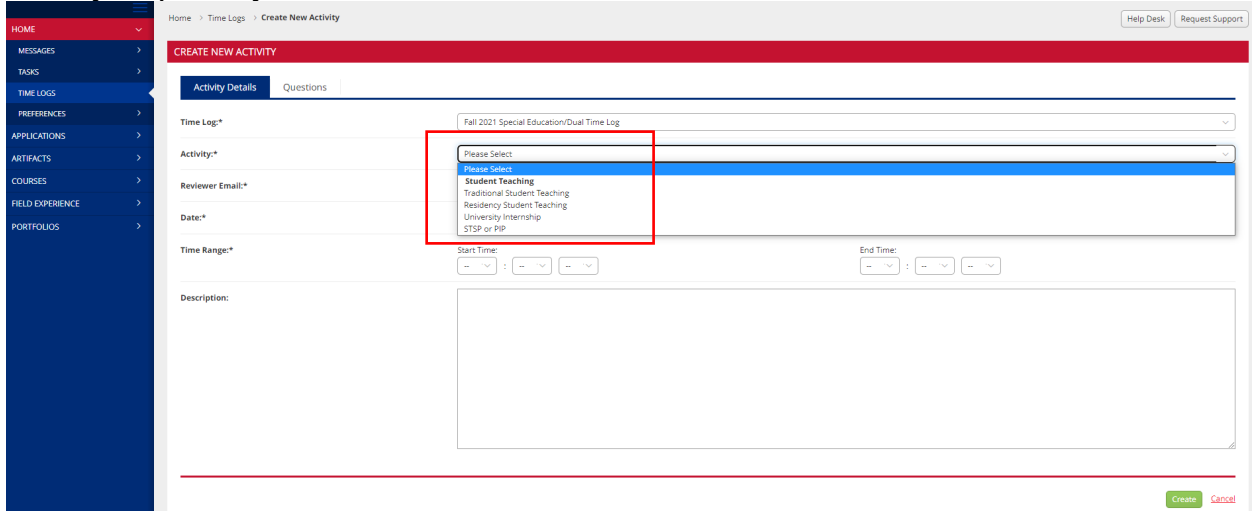 Home > Time Logs > Create New Activity
Help Desk Request Support
HOME
MESSAGES
TASKS
TIME LOGS
PREFERENCES
APPLICATIONS
ARTIFACTS
COURSES
FIELD EXPERIENCE
PORTFOLIOS
CREATE NEW ACTIVITY
Activity Details Questions
Time Log:* Fall 2021 Special Education/Dual Time Log
Activity:* Please Select
Please Select
Student Teaching
Reviewer Email:*
Traditional Student Teaching
Residency Student Teaching
Date:*
University Internship
STSP or PIP
Time Range:* Start Time: End Time:
-- : -- -- -- : -- --
Description:
Create Cancel